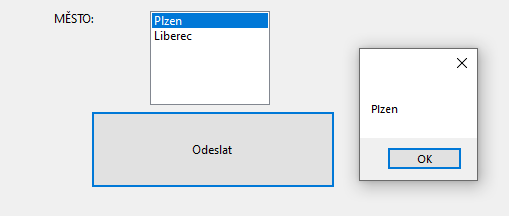 MĚSTO:
Plzen
Liberec
Odeslat
Plzen
OK